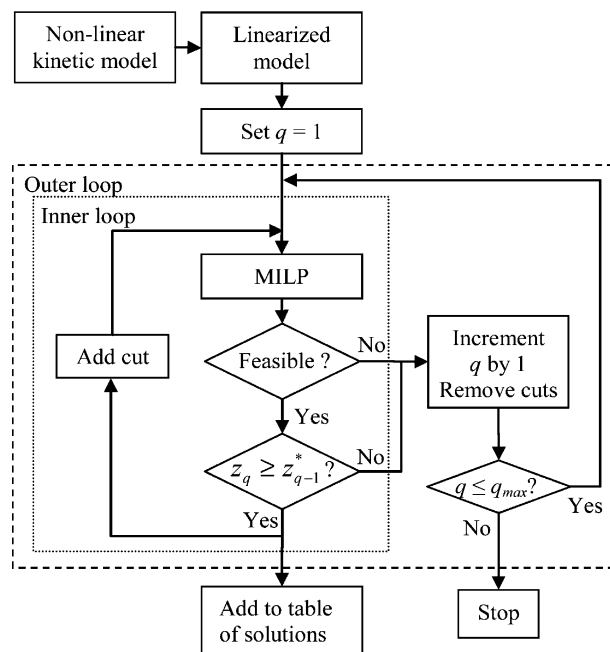 Non-linear
kinetic model
Linearized
model
Set q = 1
Outer loop
Inner loop
MILP
Add cut
Feasible ?
No
Increment
q by 1
Remove cuts
Yes
z_q ≥ z*_{q−1} ?
No
q ≤ q_max?
Yes
Yes
No
Add to table
of solutions
Stop